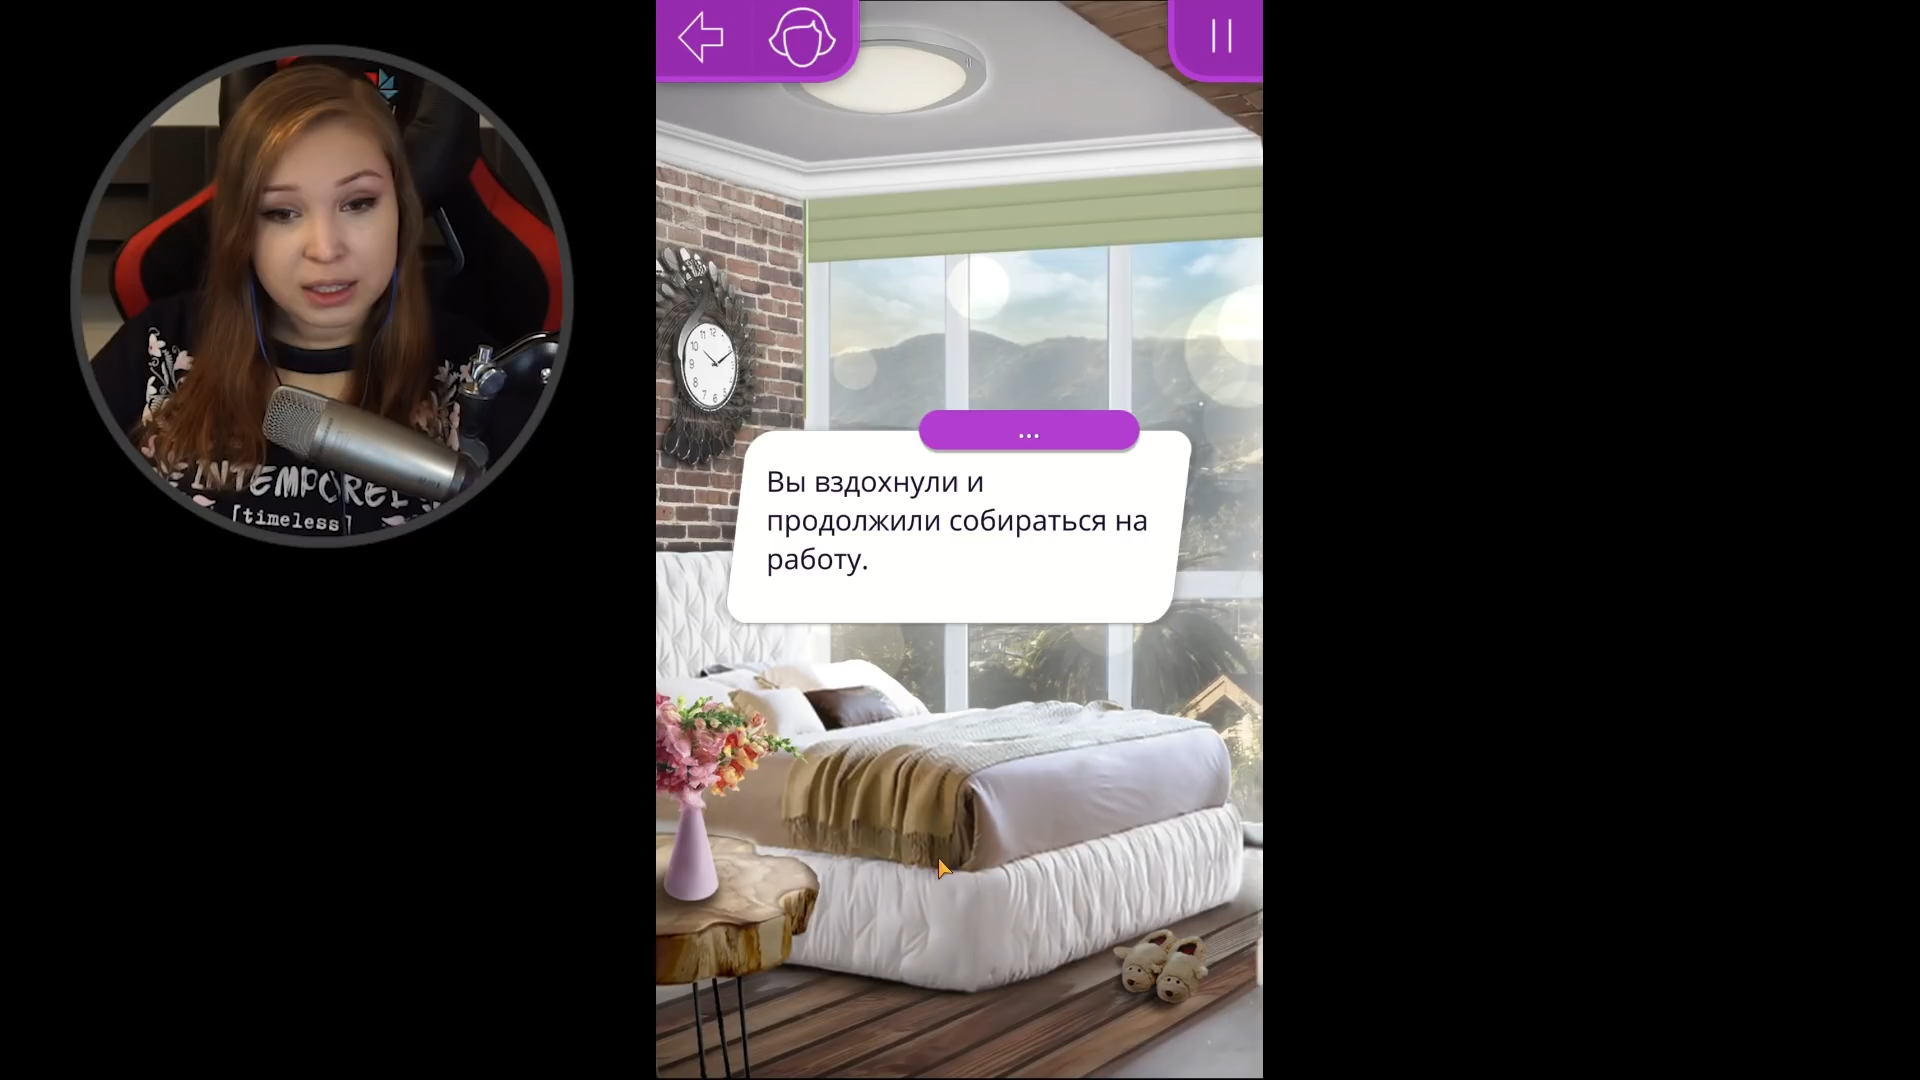 ...
Вы вздохнули и
продолжили собираться на
работу.
INTEMPOREL
[timeless]